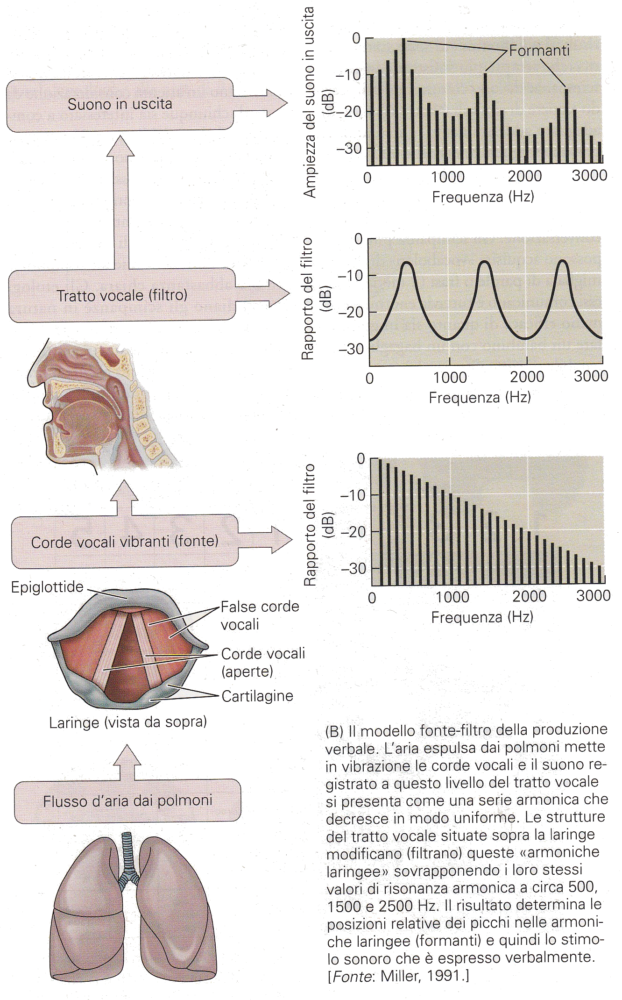 Suono in uscita
Ampiezza del suono in uscita
(dB)
0
–10
–20
–30
Formanti
0 1000 2000 3000
Frequenza (Hz)
Tratto vocale (filtro)
Rapporto del filtro
(dB)
0
–10
–20
–30
0 1000 2000 3000
Frequenza (Hz)
Corde vocali vibranti (fonte)
Rapporto del filtro
(dB)
0
–10
–20
–30
0 1000 2000 3000
Frequenza (Hz)
Epiglottide
False corde
vocali
Corde vocali
(aperte)
Cartilagine
Laringe (vista da sopra)
Flusso d'aria dai polmoni
(B) Il modello fonte-filtro della produzione
verbale. L'aria espulsa dai polmoni mette
in vibrazione le corde vocali e il suono re-
gistrato a questo livello del tratto vocale
si presenta come una serie armonica che
decresce in modo uniforme. Le strutture
del tratto vocale situate sopra la laringe
modificano (filtrano) queste «armoniche
laringee» sovrapponendo i loro stessi
valori di risonanza armonica a circa 500,
1500 e 2500 Hz. Il risultato determina le
posizioni relative dei picchi nelle armoni-
che laringee (formanti) e quindi lo stimo-
lo sonoro che è espresso verbalmente.
[Fonte: Miller, 1991.]